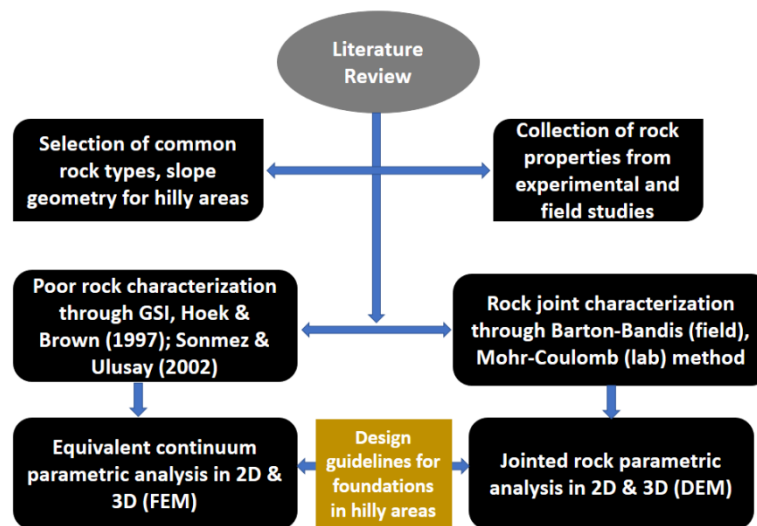 Literature
Review
Selection of common
rock types, slope
geometry for hilly areas
Collection of rock
properties from
experimental and
field studies
Poor rock characterization
through GSI, Hoek &
Brown (1997); Sonmez &
Ulusay (2002)
Rock joint characterization
through Barton-Bandis (field),
Mohr-Coulomb (lab) method
Equivalent continuum
parametric analysis in 2D &
3D (FEM)
Design
guidelines for
foundations
in hilly areas
Jointed rock parametric
analysis in 2D & 3D (DEM)